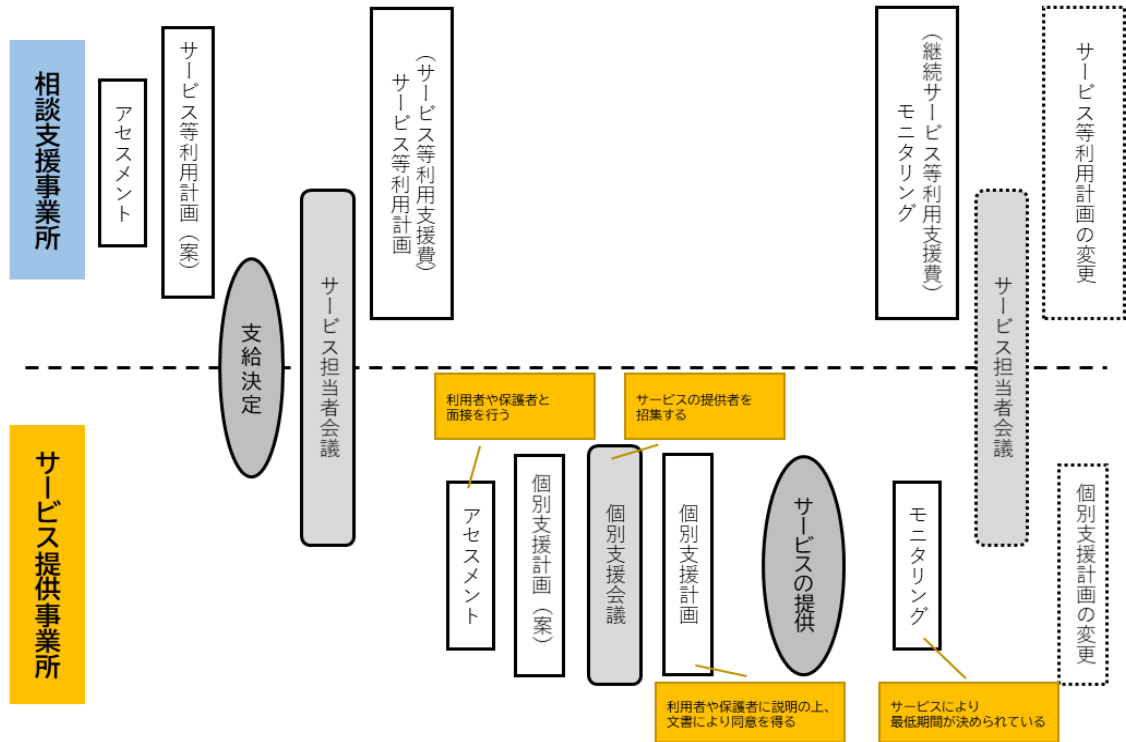 相談支援事業所
アセスメント
サービス等利用計画（案）
支給決定
サービス担当者会議
サービス等利用計画
（サービス等利用支援費）
モニタリング
（継続サービス等利用支援費）
サービス担当者会議
サービス等利用計画の変更
サービス提供事業所
利用者や保護者と
面接を行う
アセスメント
個別支援計画（案）
サービスの提供者を
招集する
個別支援会議
個別支援計画
利用者や保護者に説明の上、
文書により同意を得る
サービスの提供
モニタリング
サービスにより
最低期間が決められている
個別支援計画の変更